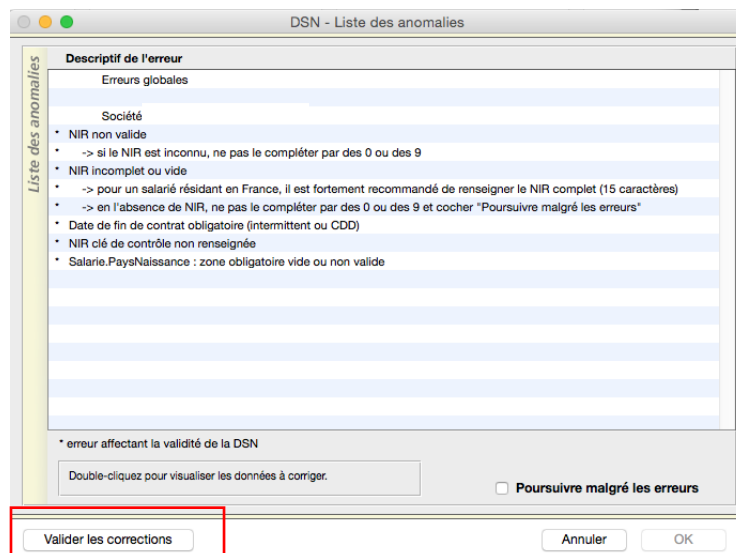 DSN - Liste des anomalies
Liste des anomalies
Descriptif de l'erreur
Erreurs globales
Société
* NIR non valide
* -> si le NIR est inconnu, ne pas le compléter par des 0 ou des 9
* NIR incomplet ou vide
* -> pour un salarié résidant en France, il est fortement recommandé de renseigner le NIR complet (15 caractères)
* -> en l'absence de NIR, ne pas le compléter par des 0 ou des 9 et cocher "Poursuivre malgré les erreurs"
* Date de fin de contrat obligatoire (intermittent ou CDD)
* NIR clé de contrôle non renseignée
* Salarie.PaysNaissance : zone obligatoire vide ou non valide
* erreur affectant la validité de la DSN
Double-cliquez pour visualiser les données à corriger.
Poursuivre malgré les erreurs
Valider les corrections
Annuler
OK